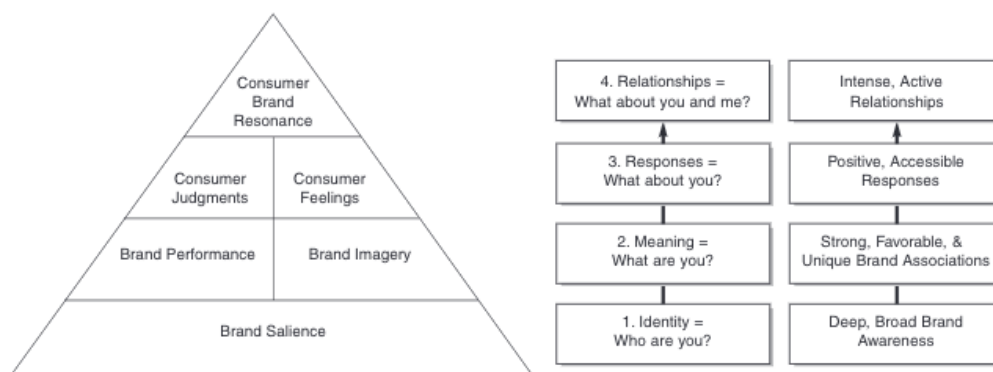 Consumer
Brand
Resonance
Consumer
Judgments
Consumer
Feelings
Brand Performance
Brand Imagery
Brand Salience
4. Relationships =
What about you and me?
3. Responses =
What about you?
2. Meaning =
What are you?
1. Identity =
Who are you?
Intense, Active
Relationships
Positive, Accessible
Responses
Strong, Favorable, &
Unique Brand Associations
Deep, Broad Brand
Awareness